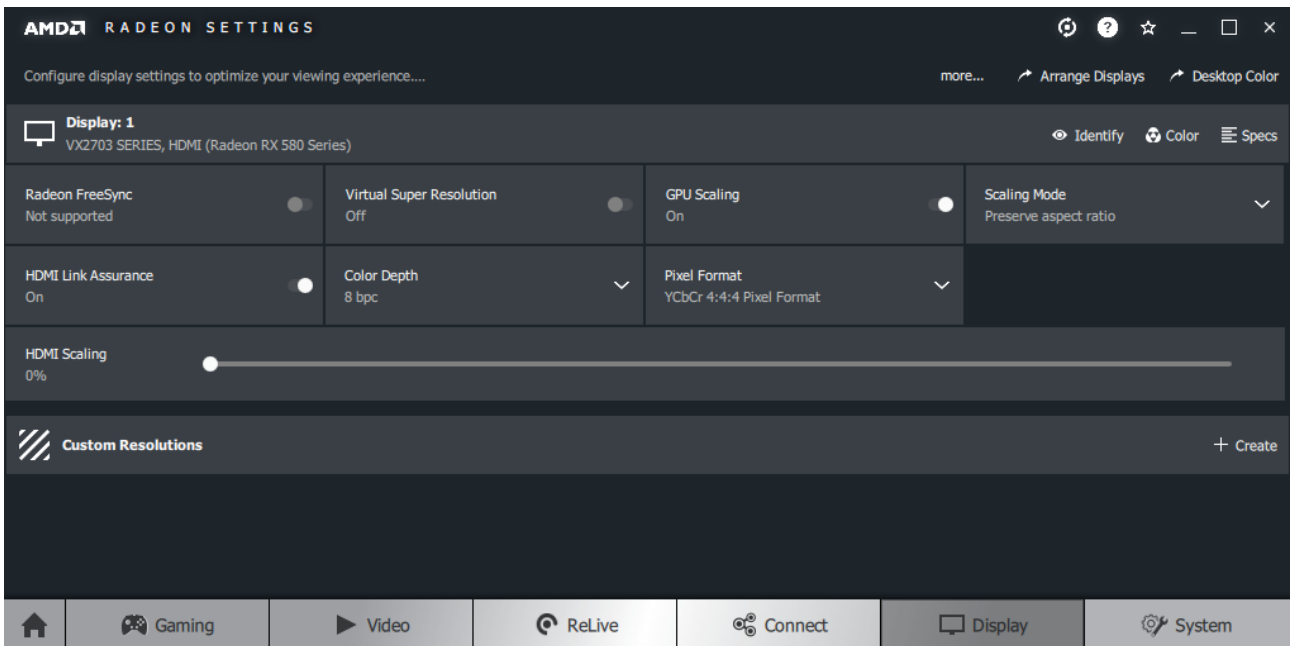 AMD RADEON SETTINGS
Configure display settings to optimize your viewing experience....
more... Arrange Displays Desktop Color
Display: 1
VX2703 SERIES, HDMI (Radeon RX 580 Series)
Identify Color Specs
Radeon FreeSync
Not supported
Virtual Super Resolution
Off
GPU Scaling
On
Scaling Mode
Preserve aspect ratio
HDMI Link Assurance
On
Color Depth
8 bpc
Pixel Format
YCbCr 4:4:4 Pixel Format
HDMI Scaling
0%
Custom Resolutions
+ Create
Gaming Video ReLive Connect Display System